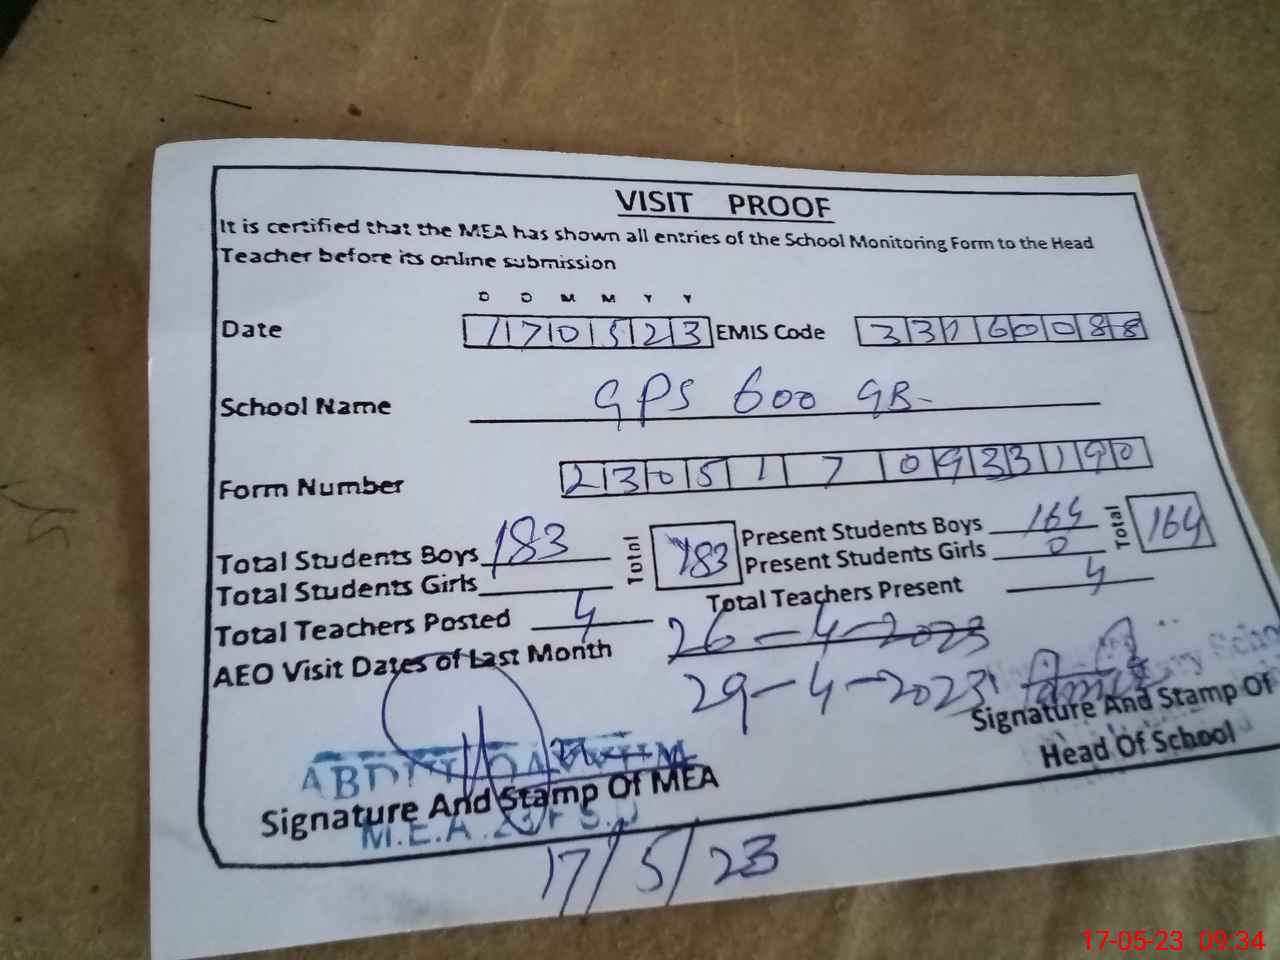 VISIT PROOF
It is certified that the MEA has shown all entries of the School Monitoring Form to the Head
Teacher before its online submission
D D M M Y Y
Date 170523 EMIS Code 33160088
School Name GPS 600 GB-
Form Number 2305170933190
Total Students Boys 183 Total 183 Present Students Boys 164 Total 164
Total Students Girls Present Students Girls 0
Total Teachers Posted 4 Total Teachers Present 4
AEO Visit Dates of Last Month 26-4-2023
29-4-2023
Signature And Stamp Of
Head Of School
Signature And Stamp Of MEA
M.E.A
17/5/23
17-05-23 09:34